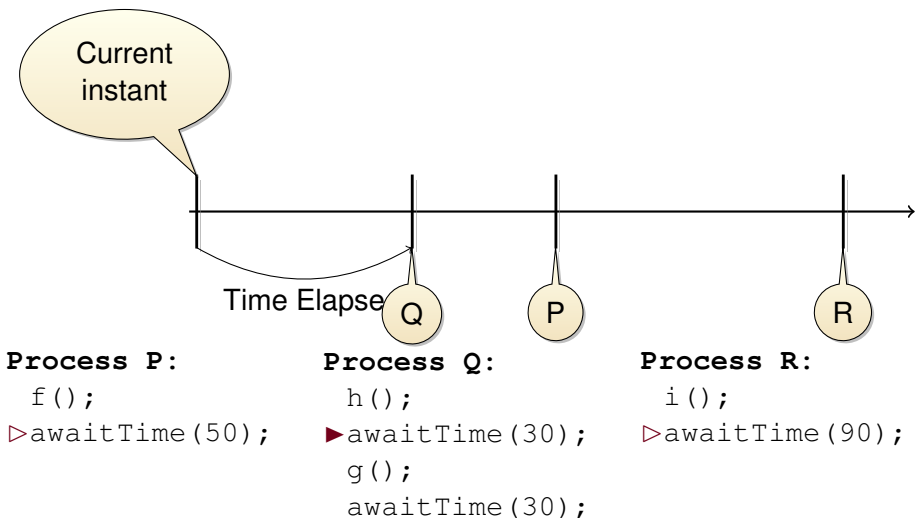 Current
instant
Time Elapse
Q
P
R
Process P:
f();
▷awaitTime(50);
Process Q:
h();
▶awaitTime(30);
g();
awaitTime(30);
Process R:
i();
▷awaitTime(90);